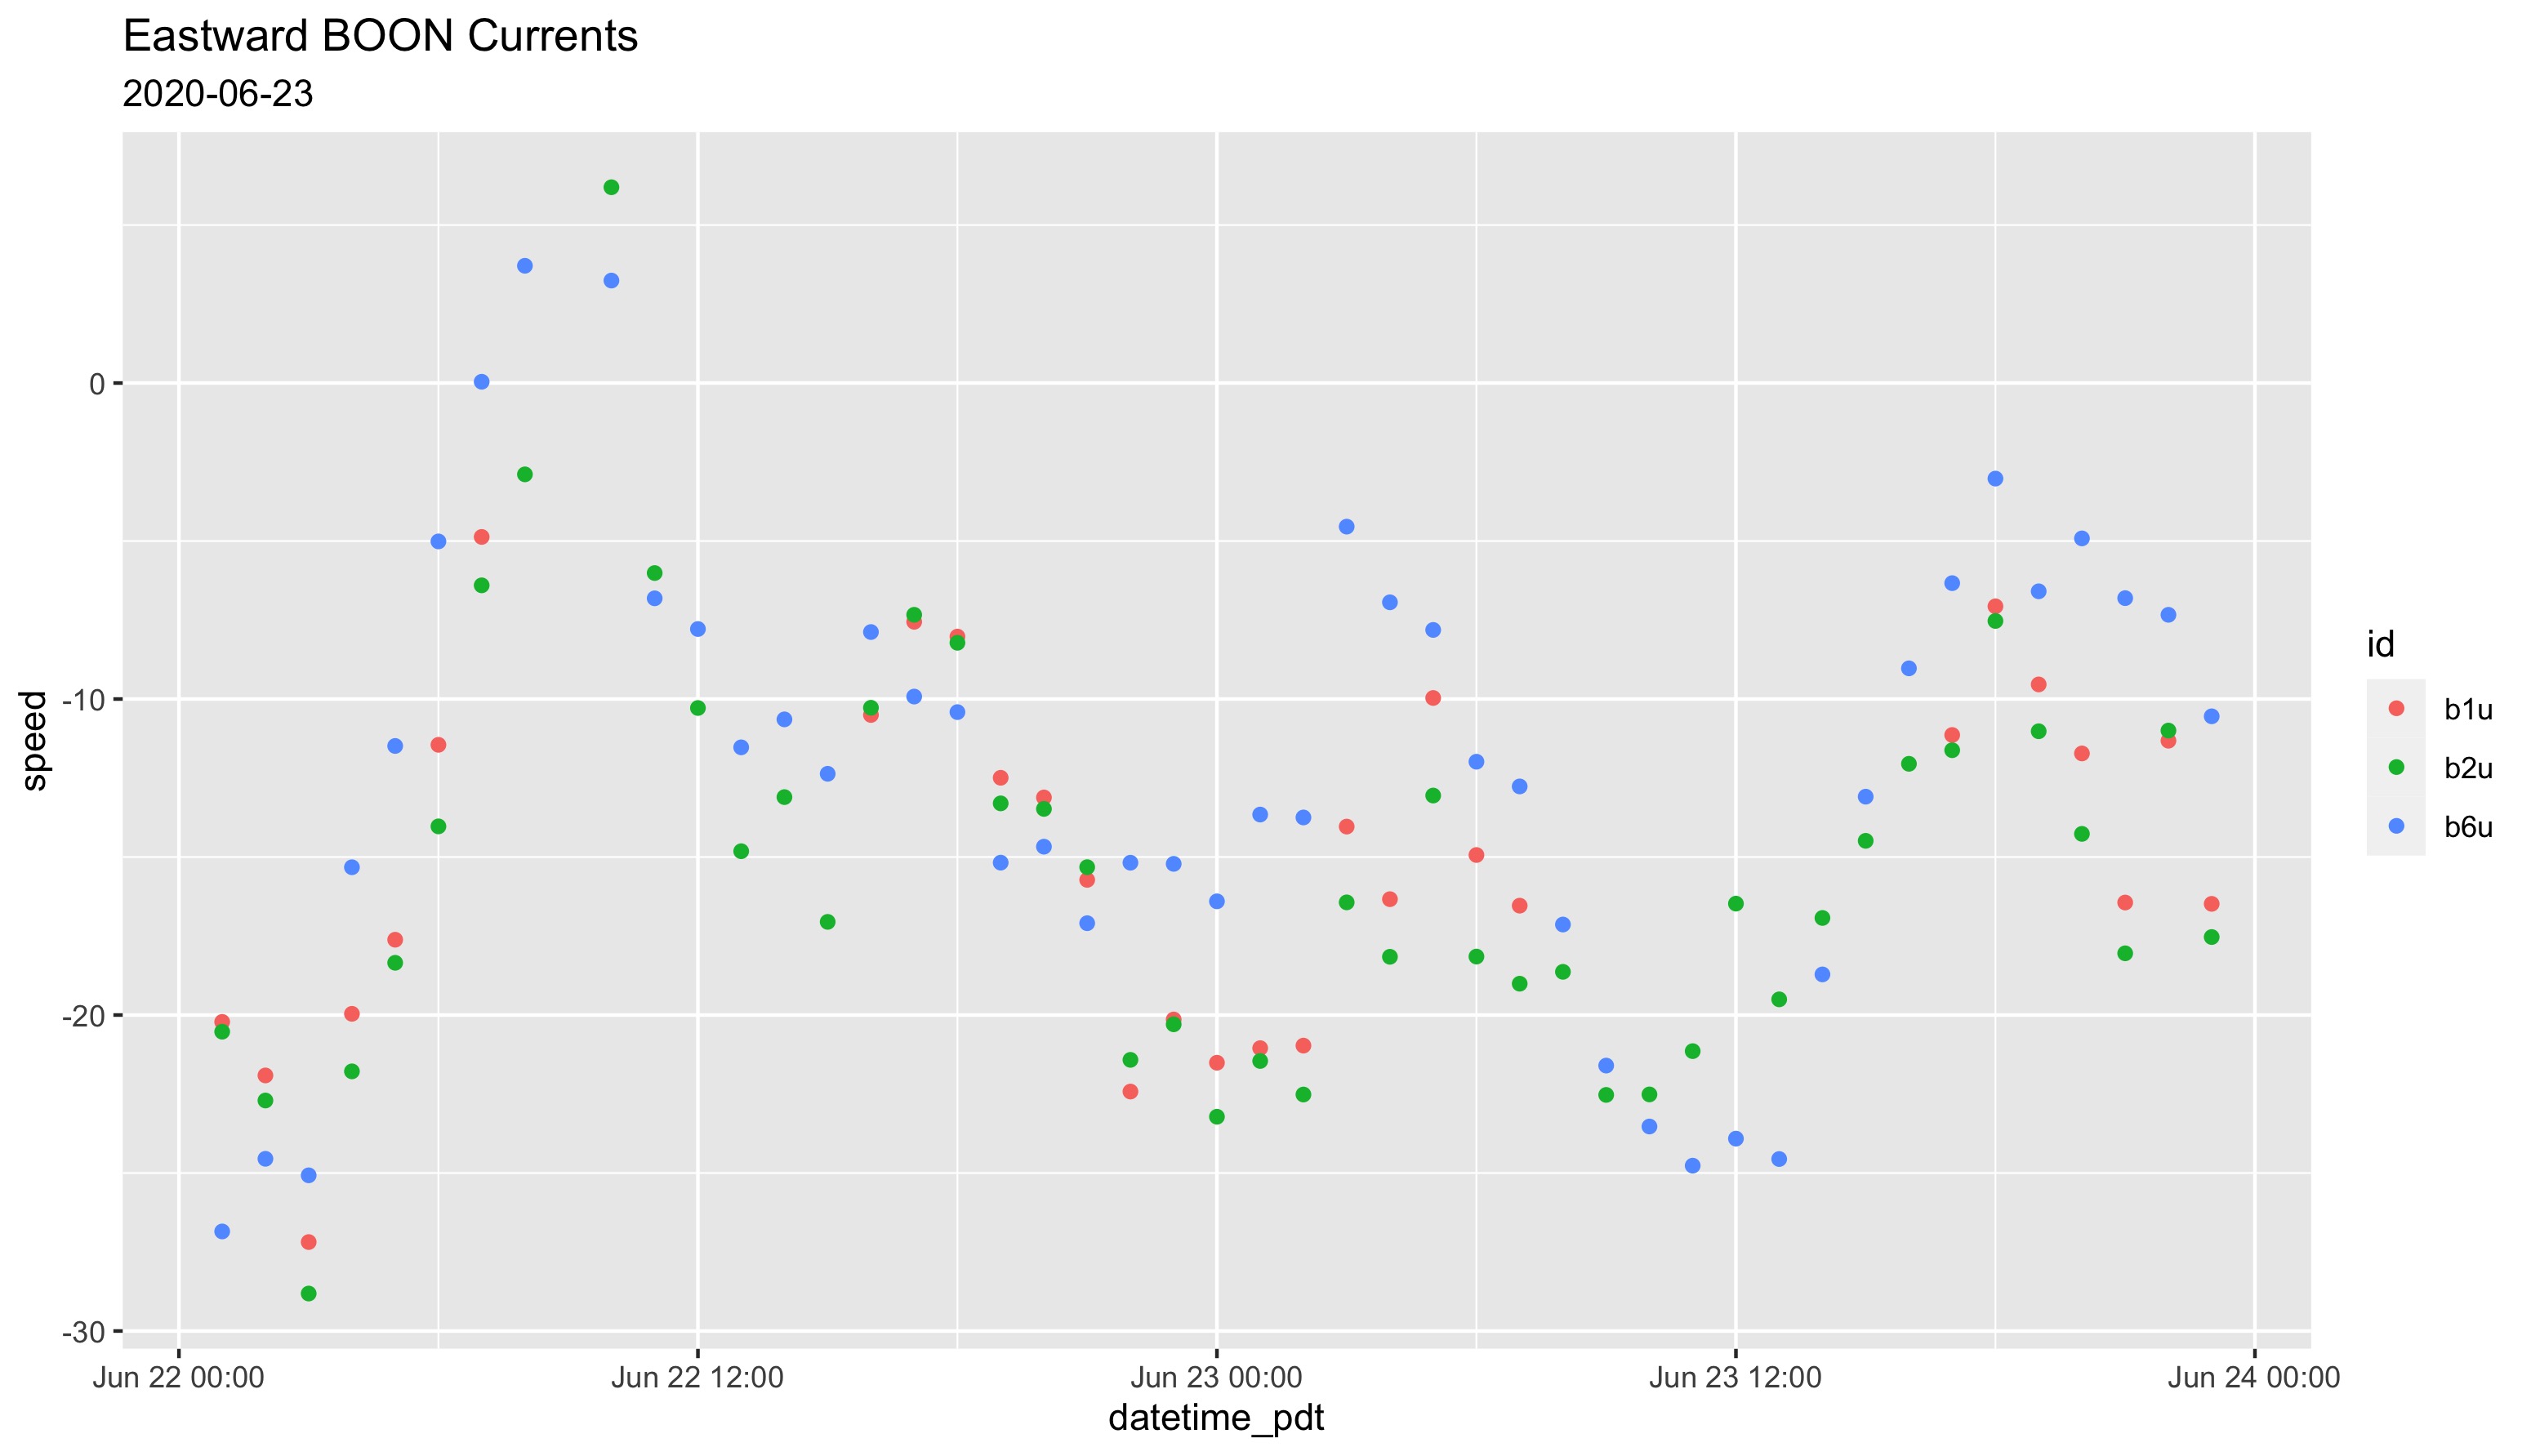 Eastward BOON Currents
2020-06-23
0
-10
-20
-30
speed
Jun 22 00:00
Jun 22 12:00
Jun 23 00:00
Jun 23 12:00
Jun 24 00:00
datetime_pdt
id
b1u
b2u
b6u